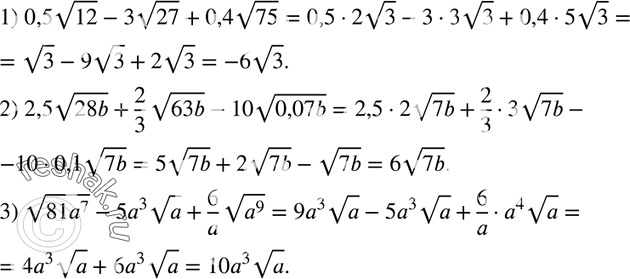 1) 0,5√12 − 3√27 + 0,4√75 = 0,5 · 2√3 − 3 · 3√3 + 0,4 · 5√3 =
= √3 − 9√3 + 2√3 = −6√3.
2) 2,5√28b + 2/3 √63b − 10√0,07b = 2,5 · 2√7b + 2/3 · 3√7b −
−10 · 0,1√7b = 5√7b + 2√7b − √7b = 6√7b.
3) √81a⁷ − 5a³√a + 6/a √a⁹ = 9a³√a − 5a³√a + 6/a · a⁴√a =
= 4a³√a + 6a³√a = 10a³√a.
©reshak.ru